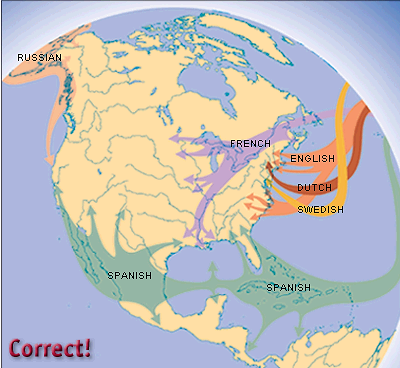 RUSSIAN
FRENCH
ENGLISH
DUTCH
SWEDISH
SPANISH
SPANISH
Correct!